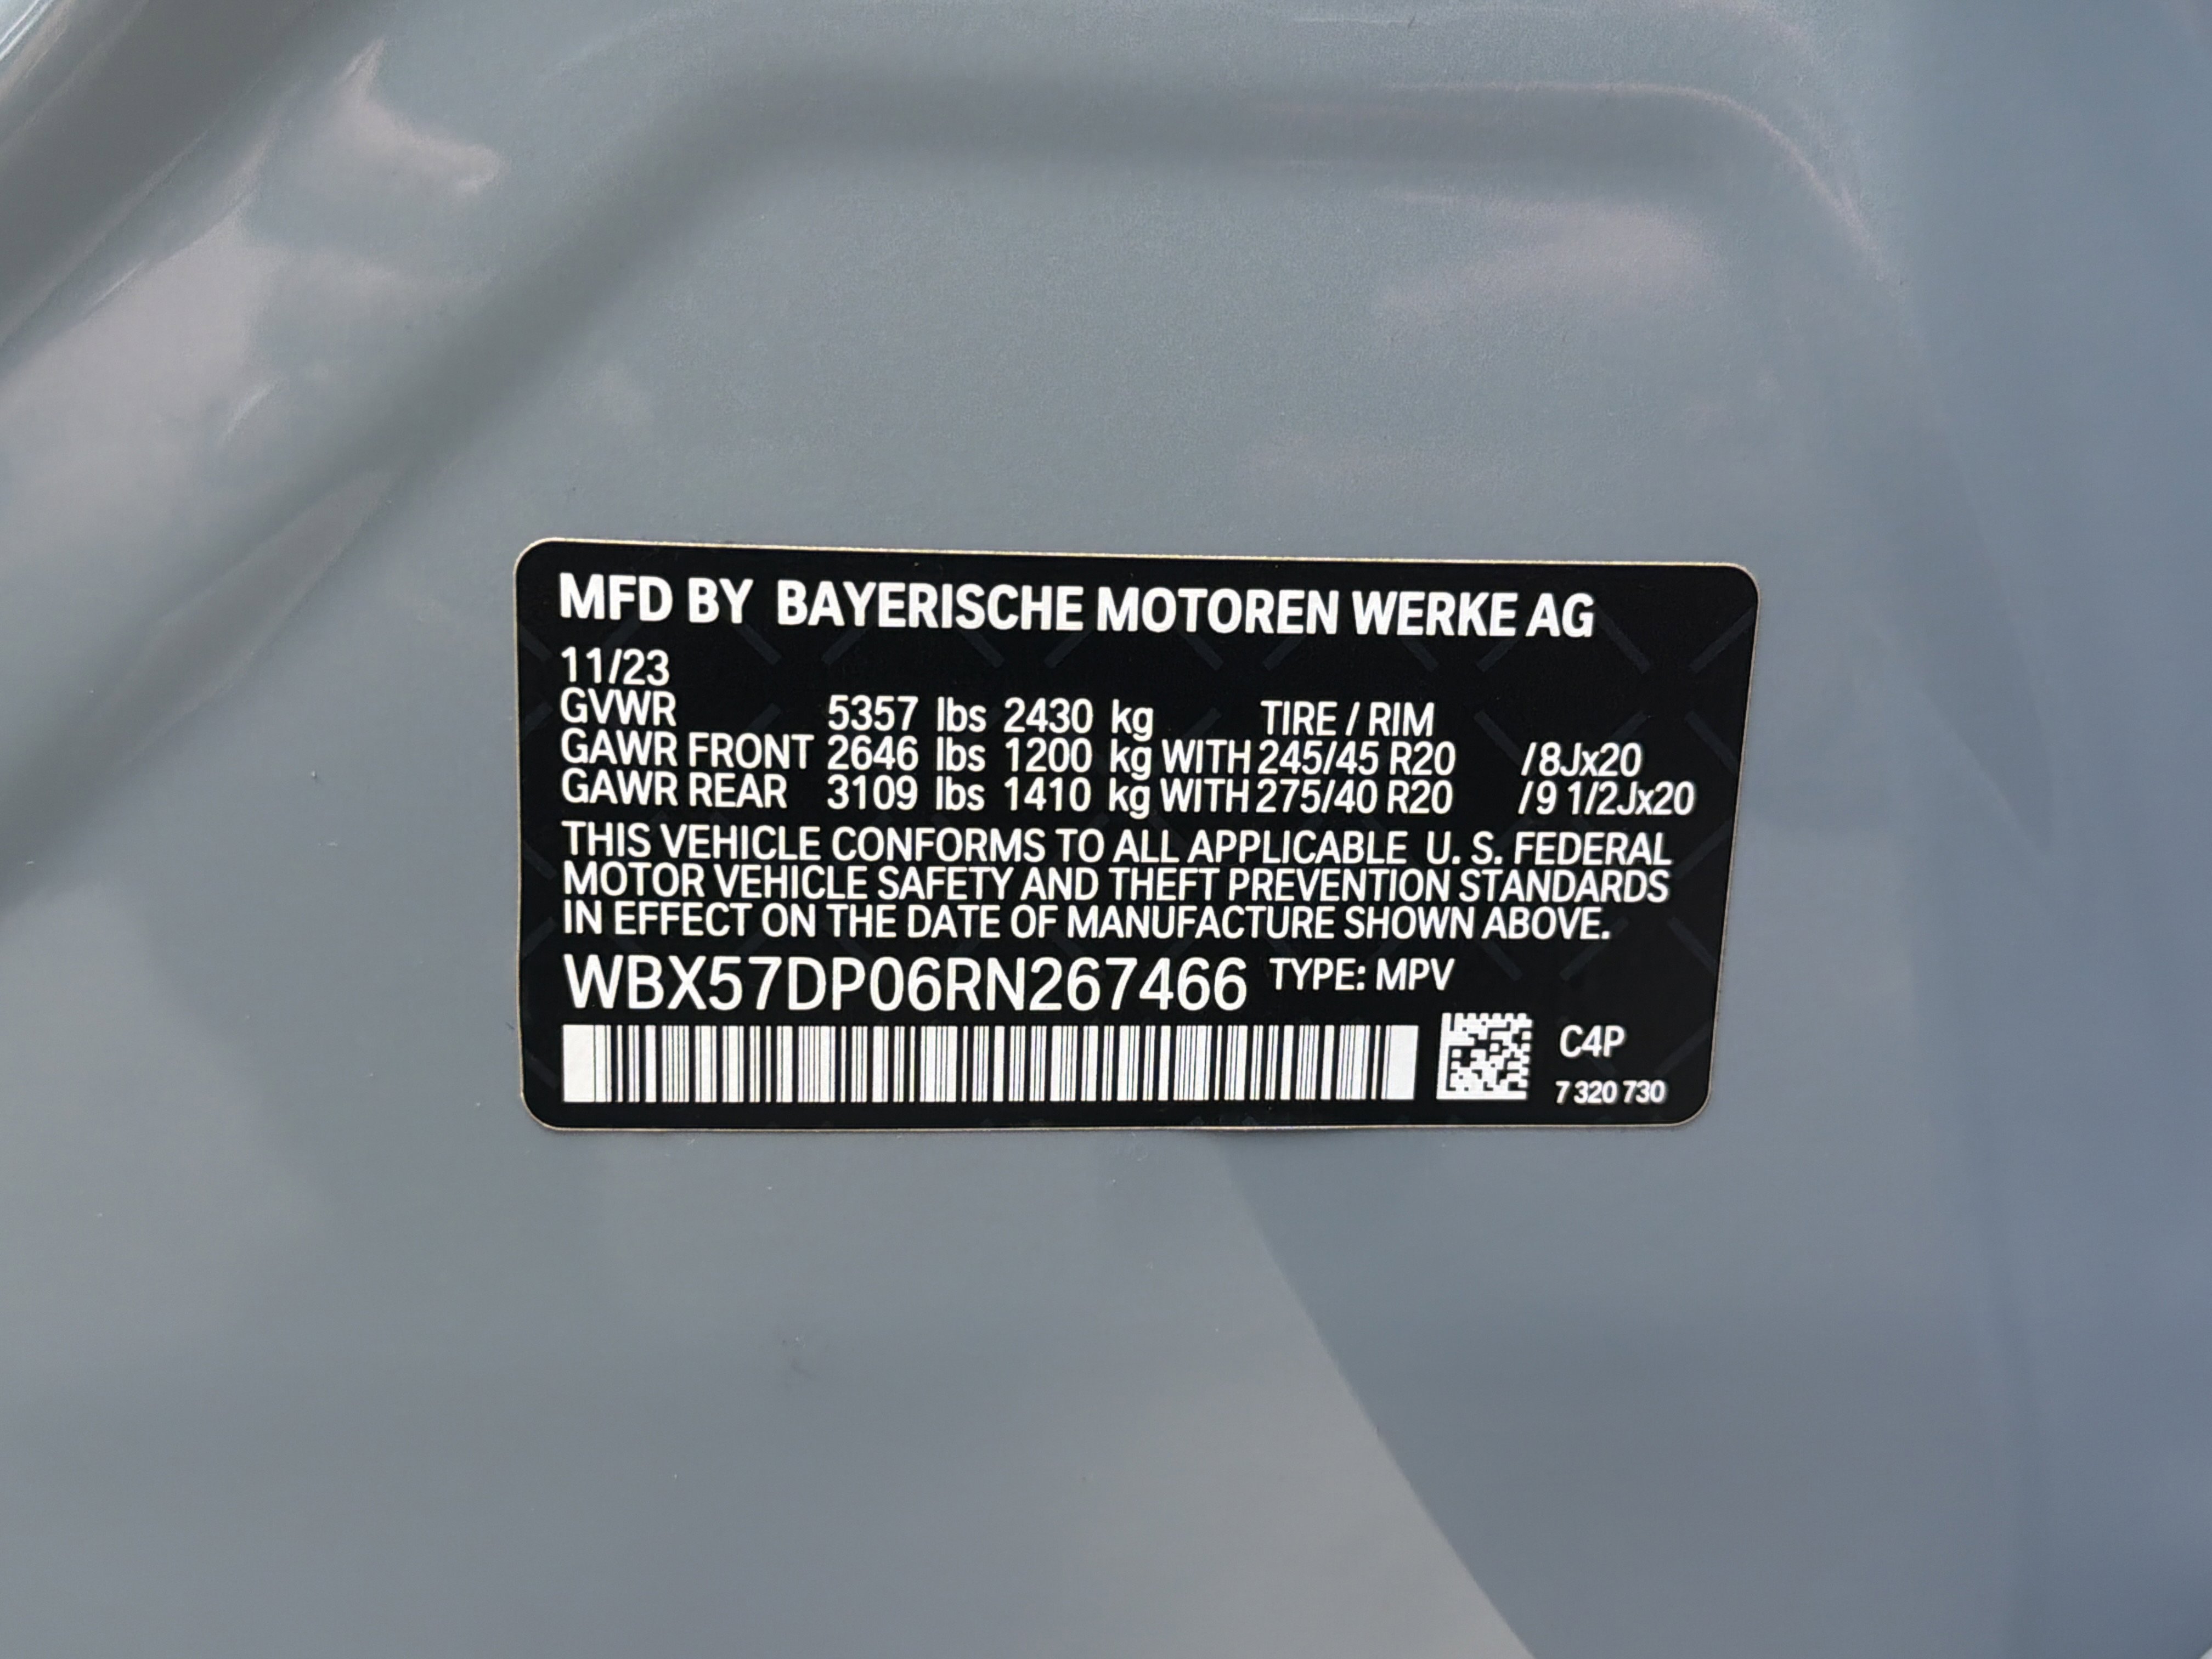 MFD BY BAYERISCHE MOTOREN WERKE AG
11/23
GVWR 5357 lbs 2430 kg TIRE / RIM
GAWR FRONT 2646 lbs 1200 kg WITH 245/45 R20 /8Jx20
GAWR REAR 3109 lbs 1410 kg WITH 275/40 R20 /9 1/2Jx20
THIS VEHICLE CONFORMS TO ALL APPLICABLE U. S. FEDERAL
MOTOR VEHICLE SAFETY AND THEFT PREVENTION STANDARDS
IN EFFECT ON THE DATE OF MANUFACTURE SHOWN ABOVE.
WBX57DP06RN267466 TYPE: MPV
C4P
7 320 730